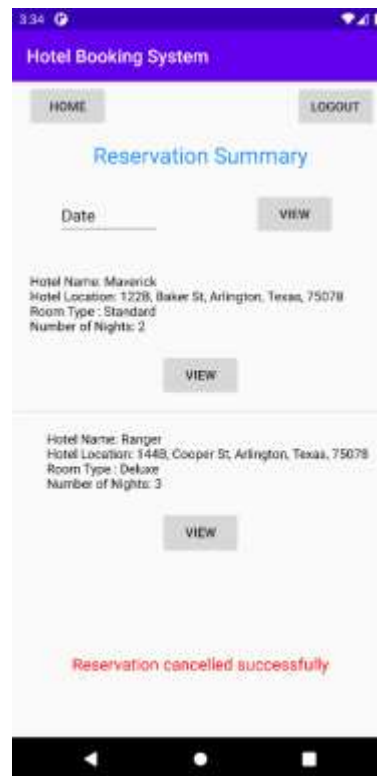 3:34
Hotel Booking System
HOME LOGOUT
Reservation Summary
Date VIEW
Hotel Name: Maverick
Hotel Location: 1228, Baker St, Arlington, Texas, 75078
Room Type : Standard
Number of Nights: 2
VIEW
Hotel Name: Ranger
Hotel Location: 1448, Cooper St, Arlington, Texas, 75078
Room Type : Deluxe
Number of Nights: 3
VIEW
Reservation cancelled successfully